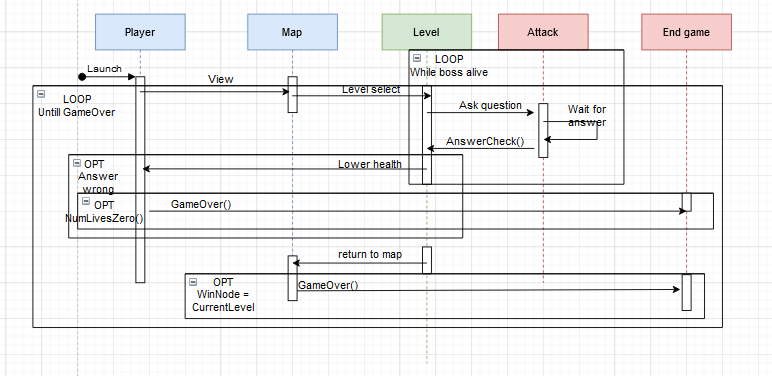 Player
Map
Level
Attack
End game
LOOP
While boss alive
Launch
View
Level select
LOOP
Untill GameOver
Ask question
Wait for
answer
AnswerCheck()
OPT
Answer
wrong
Lower health
OPT
NumLivesZero()
GameOver()
return to map
OPT
WinNode =
CurrentLevel
GameOver()